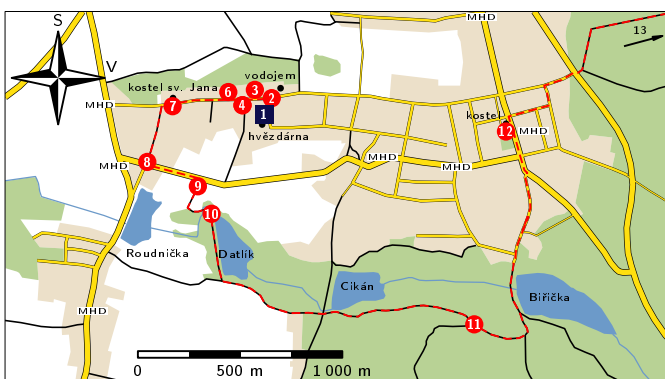 MHD
S
13
V
vodojem
kostel sv. Jana
6
3
2
4
7
MHD
1
kostel
12
MHD
hvězdárna
MHD
8
MHD
MHD
9
10
Roudnička
Datlík
Cikán
Biřička
MHD
11
0
500 m
1 000 m